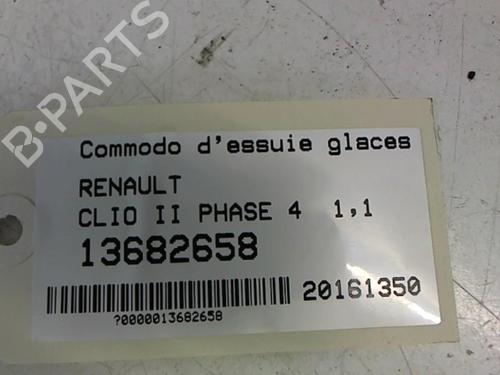 B-PARTS
Commodo d'essuie glaces
RENAULT
CLIO II PHASE 4 1,1
13682658
20161350
?0000013682658